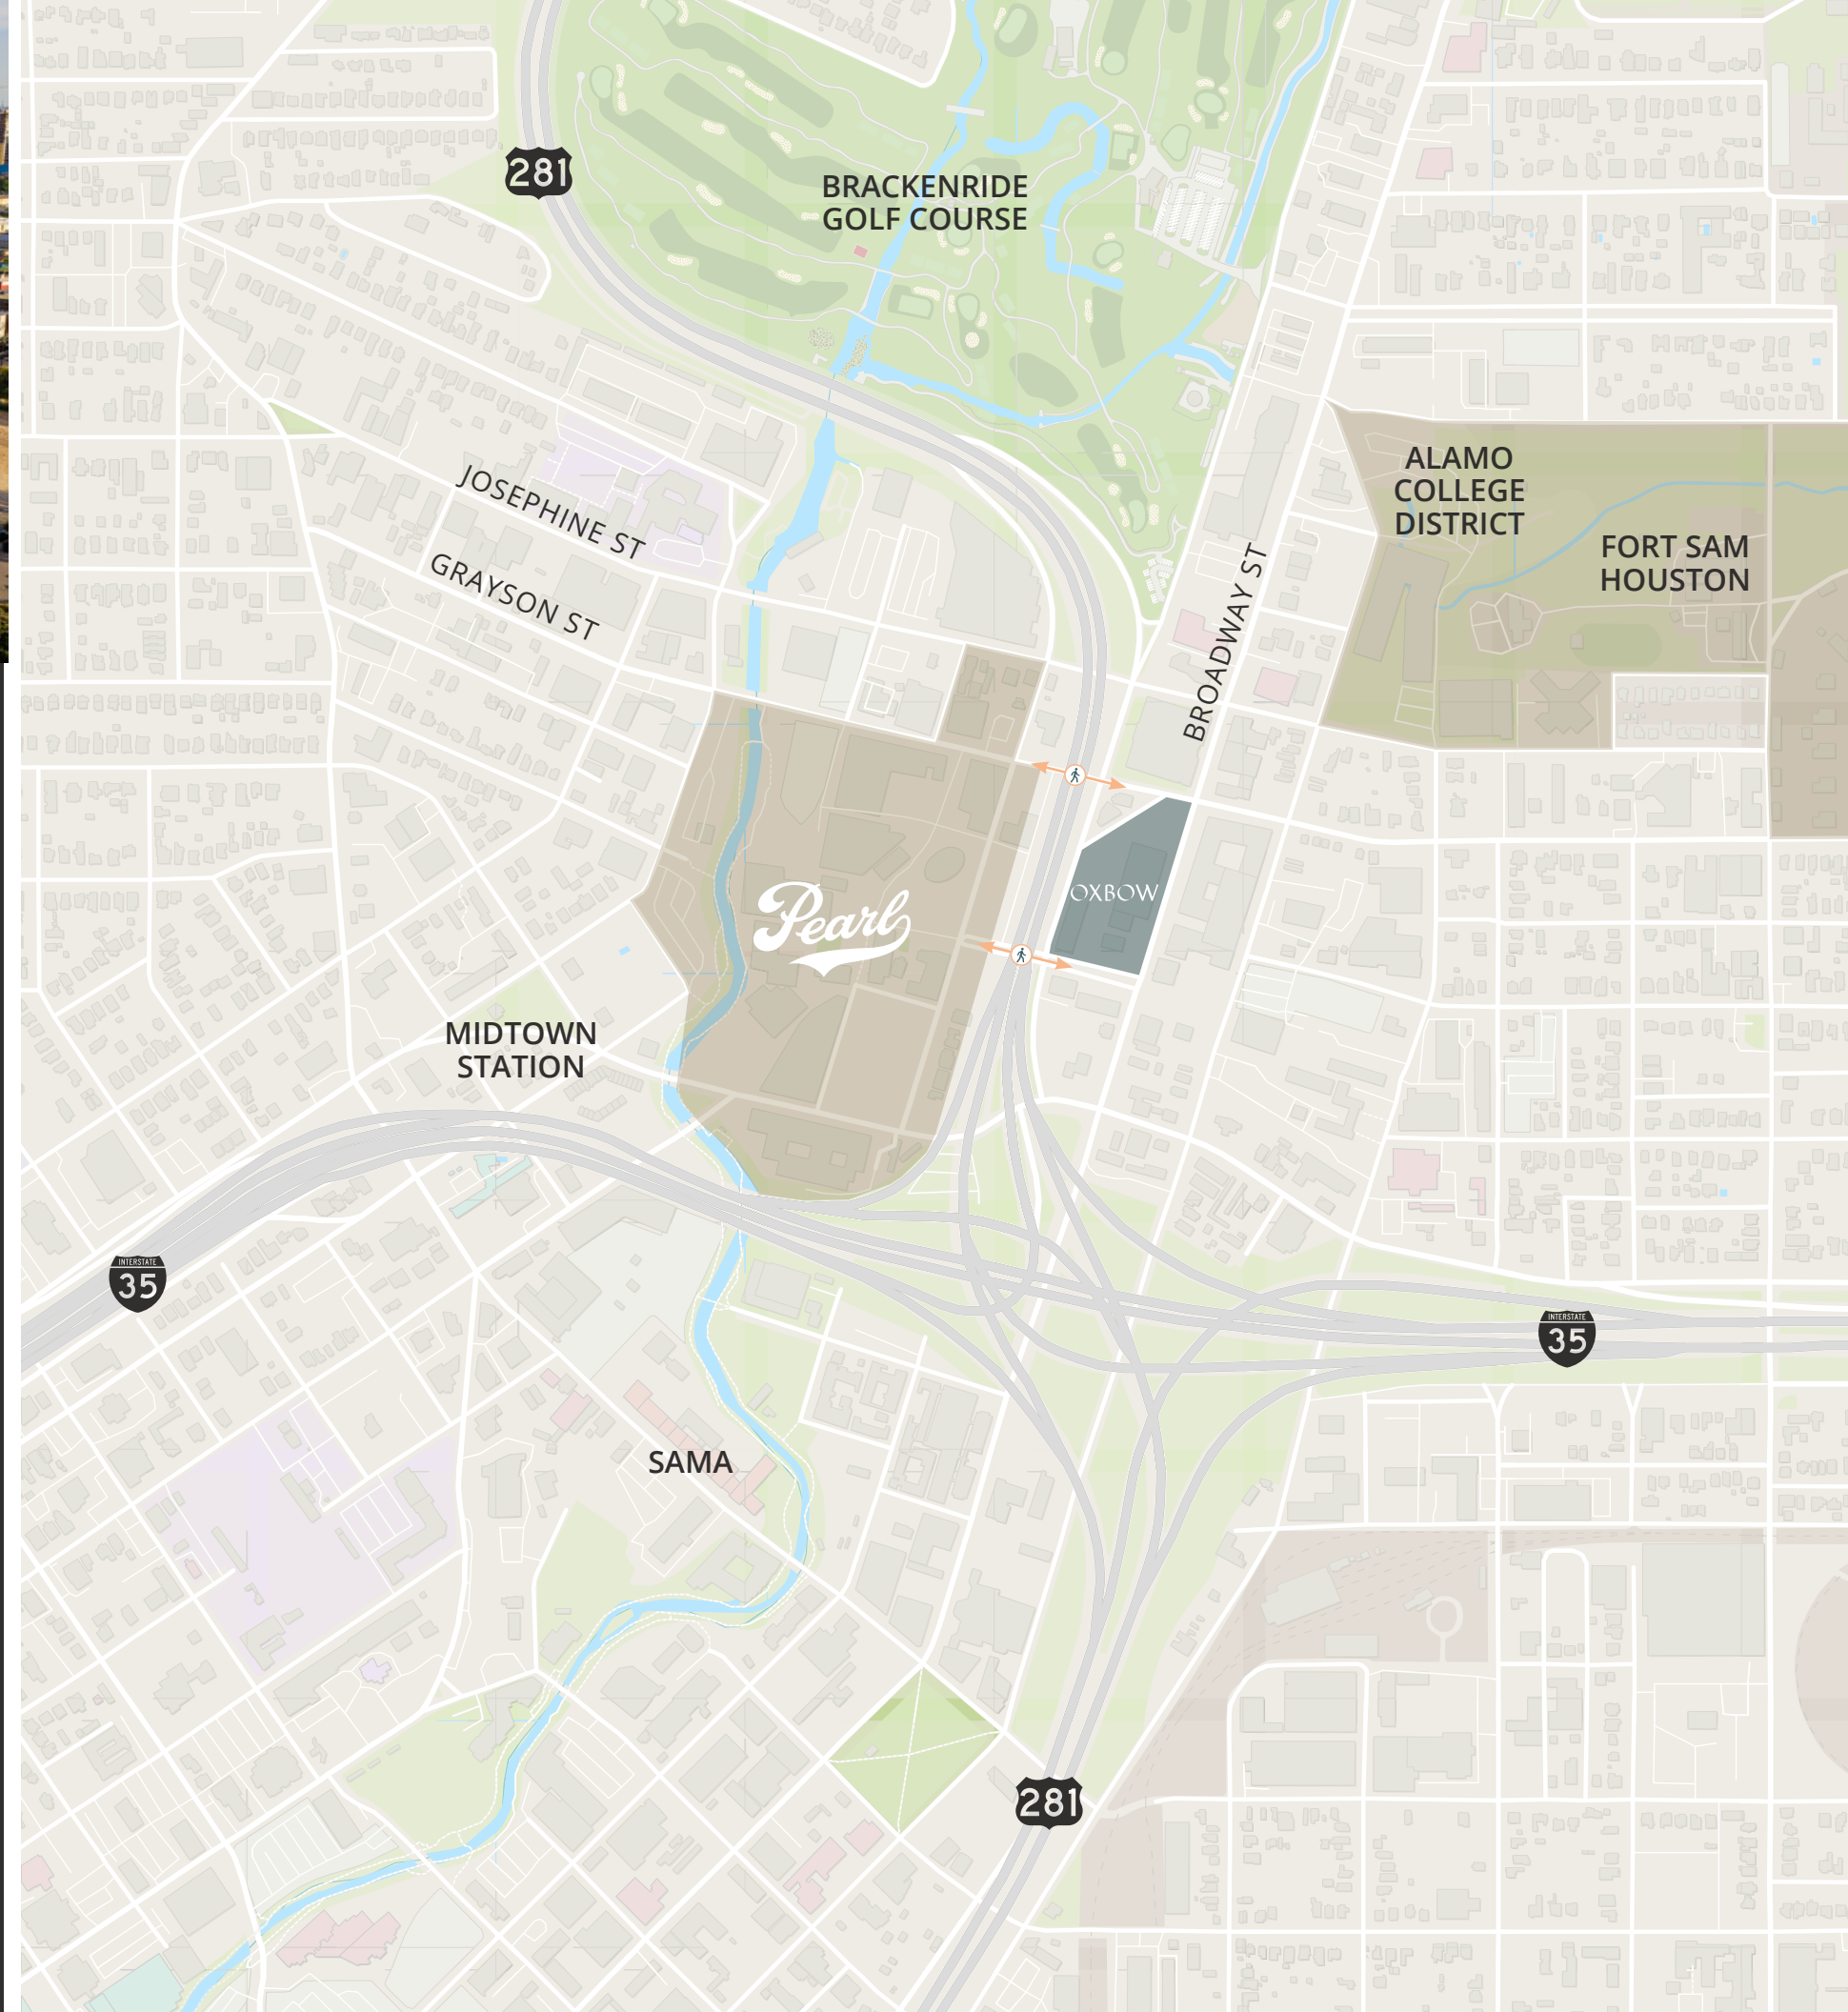 281
BRACKENRIDE
GOLF COURSE
ALAMO
COLLEGE
DISTRICT
JOSEPHINE ST
FORT SAM
HOUSTON
GRAYSON ST
BROADWAY ST
OXBOW
Pearl
MIDTOWN
STATION
INTERSTATE
35
INTERSTATE
35
SAMA
281